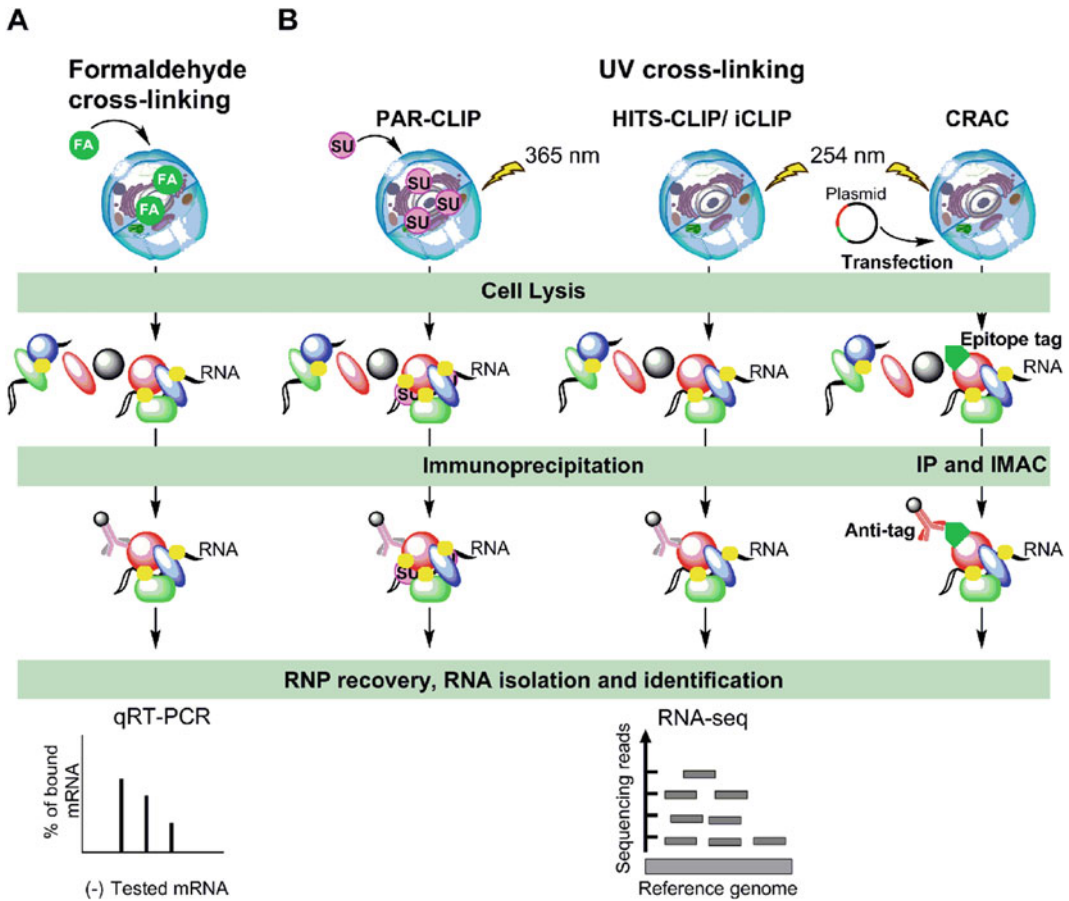 A
B
Formaldehyde
cross-linking
UV cross-linking
PAR-CLIP
HITS-CLIP/ iCLIP
CRAC
FA
SU
365 nm
254 nm
FA
FA
SU
SU
SU
Plasmid
Transfection
Cell Lysis
Epitope tag
RNA
RNA
RNA
RNA
SU
Immunoprecipitation
IP and IMAC
Anti-tag
RNA
RNA
RNA
RNA
SU
RNP recovery, RNA isolation and identification
qRT-PCR
% of bound
mRNA
(-) Tested mRNA
RNA-seq
Sequencing reads
Reference genome